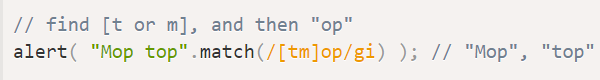 // find [t or m], and then "op"
alert( "Mop top".match(/[tm]op/gi) ); // "Mop", "top"